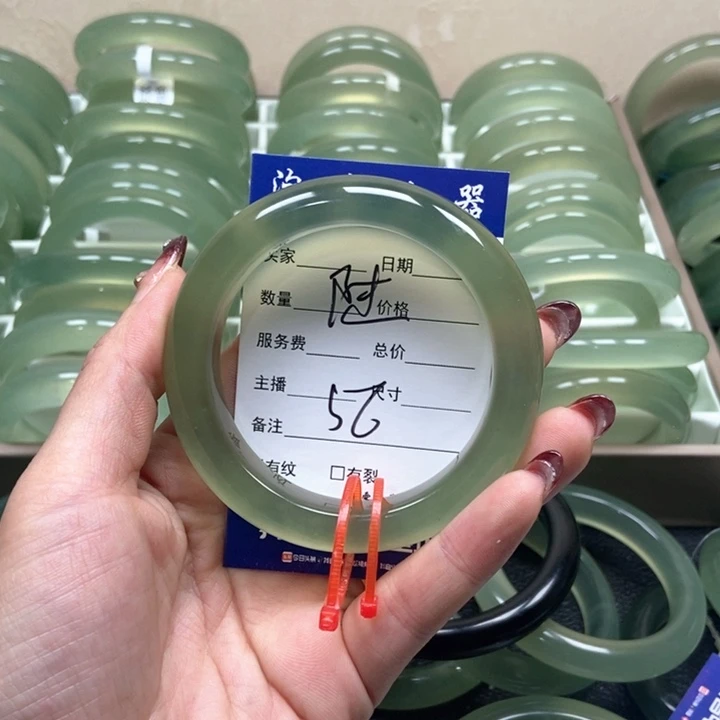 器
买家 日期
数量 价格
服务费 总价
主播 尺寸
56
备注
有纹 □有裂